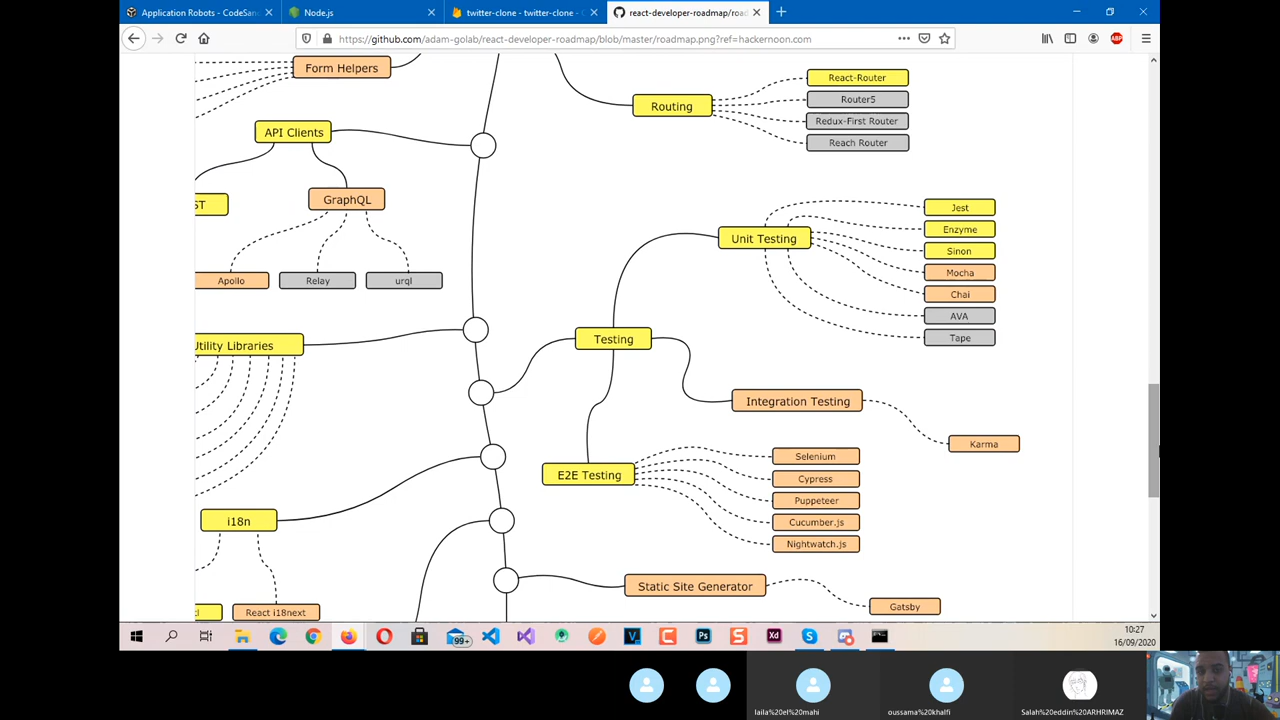 Application Robots - CodeSan
Node.js
twitter-clone - twitter-clone - C
react-developer-roadmap/road
https://github.com/adam-golab/react-developer-roadmap/blob/master/roadmap.png?ref=hackernoon.com
ABP
Form Helpers
React-Router
Routing
Router5
Redux-First Router
Reach Router
API Clients
ST
GraphQL
Apollo
Relay
urql
Unit Testing
Jest
Enzyme
Sinon
Mocha
Chai
AVA
Tape
Utility Libraries
Testing
Integration Testing
Karma
E2E Testing
Selenium
Cypress
Puppeteer
Cucumber.js
Nightwatch.js
i18n
React i18next
Static Site Generator
Gatsby
99+
10:27
16/09/2020
laila%20el%20mahi
oussama%20khalfi
Salah%20eddin%20ARHRIMAZ